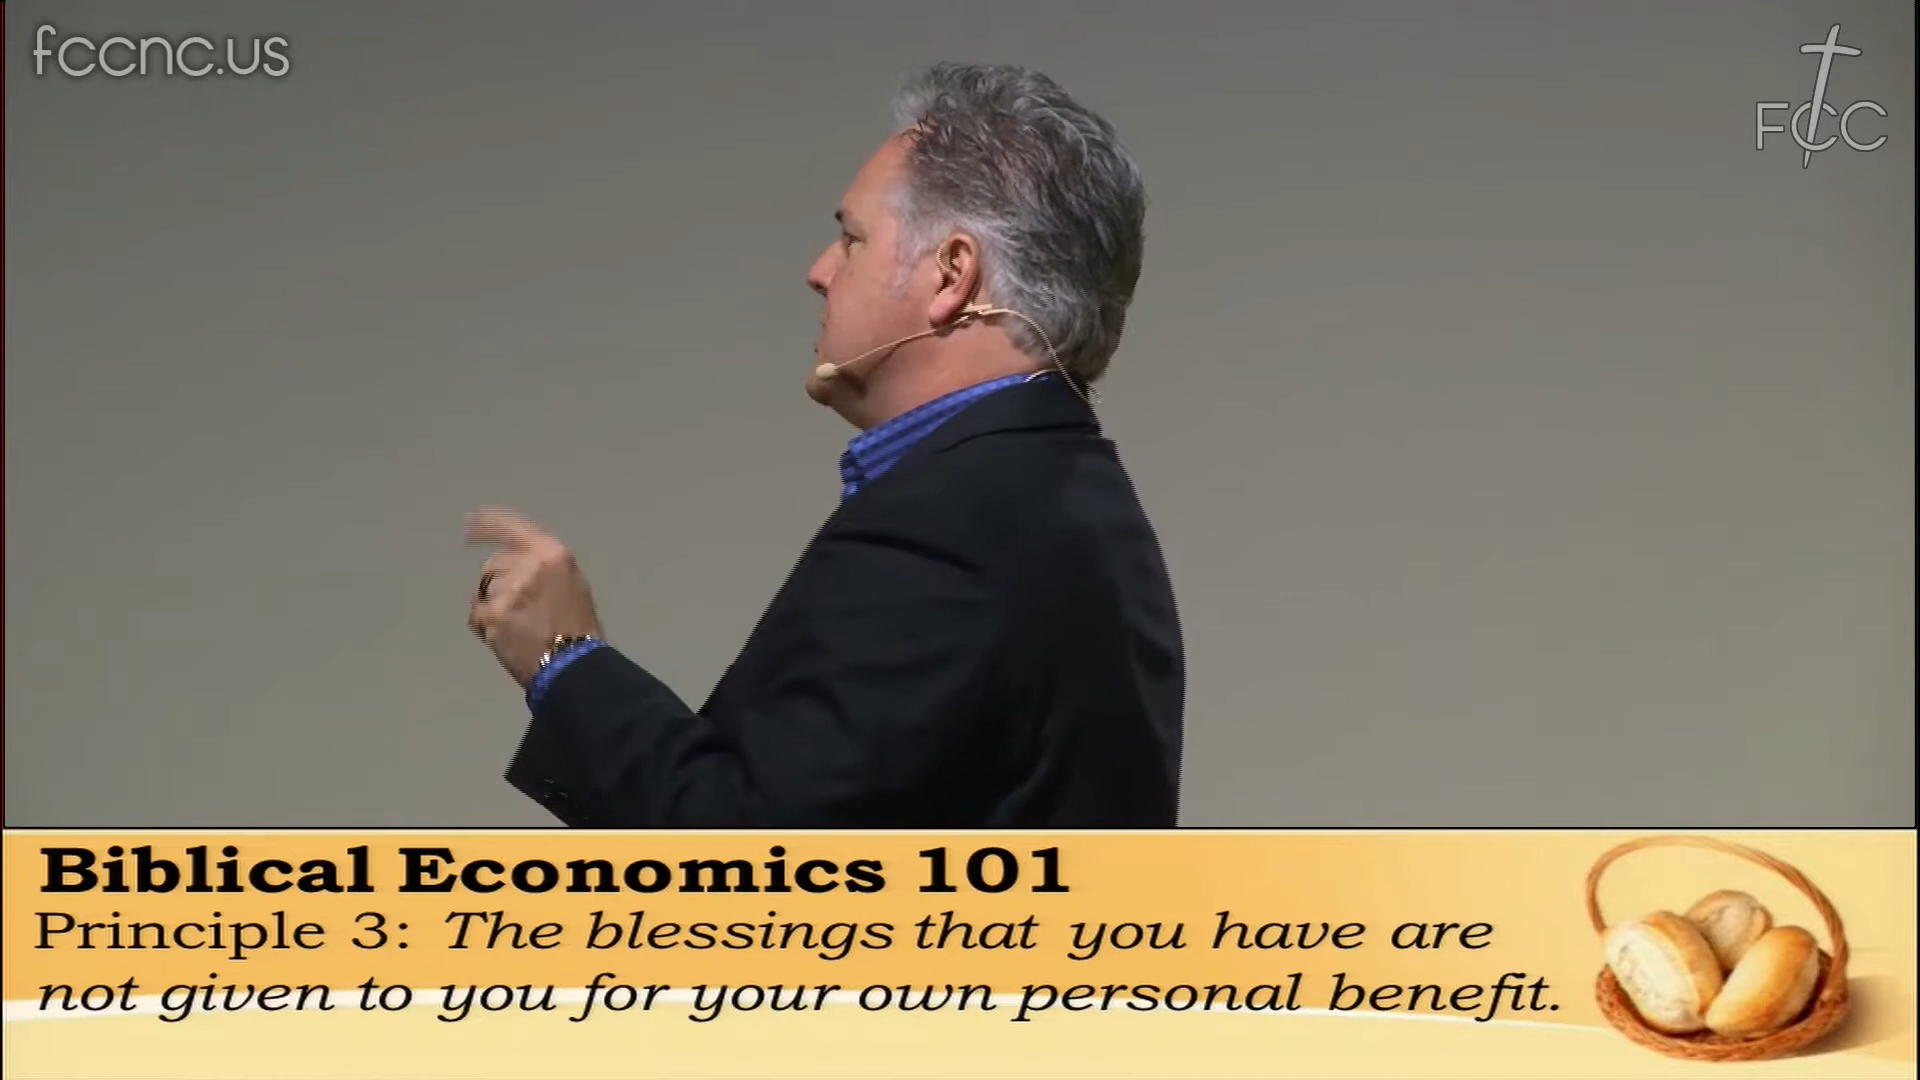 fccnc.us
FCC
Biblical Economics 101
Principle 3: The blessings that you have are
not given to you for your own personal benefit.